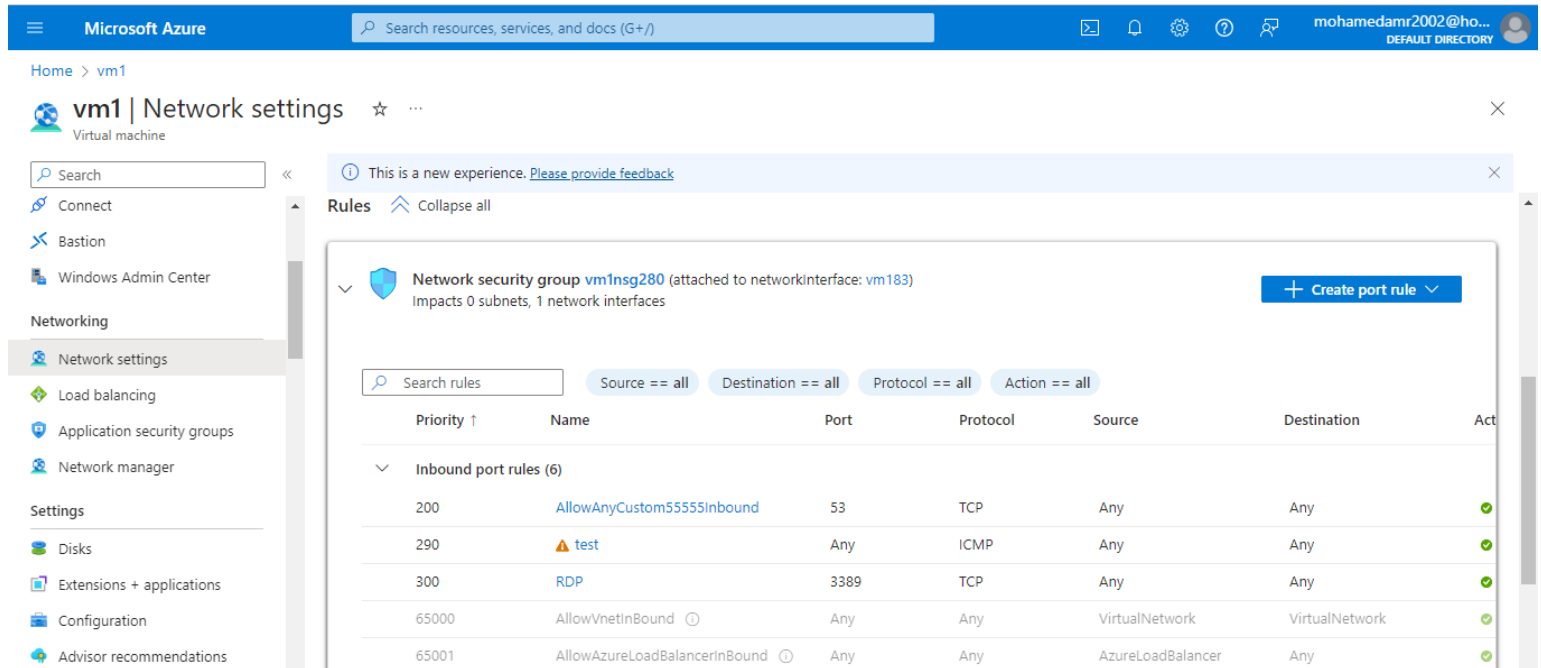 Microsoft Azure
Search resources, services, and docs (G+/)
mohamedamr2002@ho...
DEFAULT DIRECTORY
Home > vm1
vm1 | Network settings
Virtual machine
Search
Connect
Bastion
Windows Admin Center
Networking
Network settings
Load balancing
Application security groups
Network manager
Settings
Disks
Extensions + applications
Configuration
Advisor recommendations
This is a new experience. Please provide feedback
Rules Collapse all
Network security group vm1nsg280 (attached to networkInterface: vm183)
Impacts 0 subnets, 1 network interfaces
+ Create port rule
Search rules Source == all Destination == all Protocol == all Action == all
Priority ↑ Name Port Protocol Source Destination Act
Inbound port rules (6)
200 AllowAnyCustom55555Inbound 53 TCP Any Any
290 test Any ICMP Any Any
300 RDP 3389 TCP Any Any
65000 AllowVnetInBound Any Any VirtualNetwork VirtualNetwork
65001 AllowAzureLoadBalancerInBound Any Any AzureLoadBalancer Any